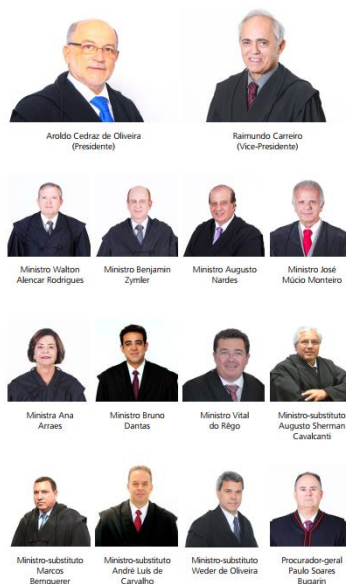 Aroldo Cedraz de Oliveira
(Presidente)
Raimundo Carreiro
(Vice-Presidente)
Ministro Walton
Alencar Rodrigues
Ministro Benjamin
Zymler
Ministro Augusto
Nardes
Ministro José
Múcio Monteiro
Ministra Ana
Arraes
Ministro Bruno
Dantas
Ministro Vital
do Rêgo
Ministro-substituto
Augusto Sherman
Cavalcanti
Ministro-substituto
Marcos
Bemquerer
Ministro-substituto
André Luís de
Carvalho
Ministro-substituto
Weder de Oliveira
Procurador-geral
Paulo Soares
Bugarin